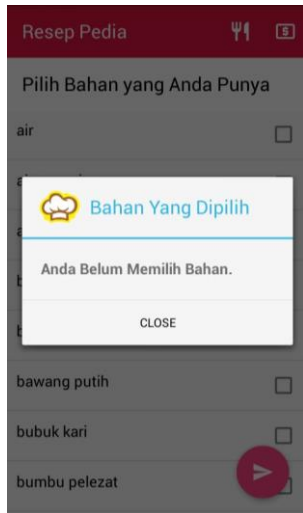 Resep Pedia
Pilih Bahan yang Anda Punya
air
Bahan Yang Dipilih
Anda Belum Memilih Bahan.
CLOSE
bawang putih
bubuk kari
bumbu pelezat